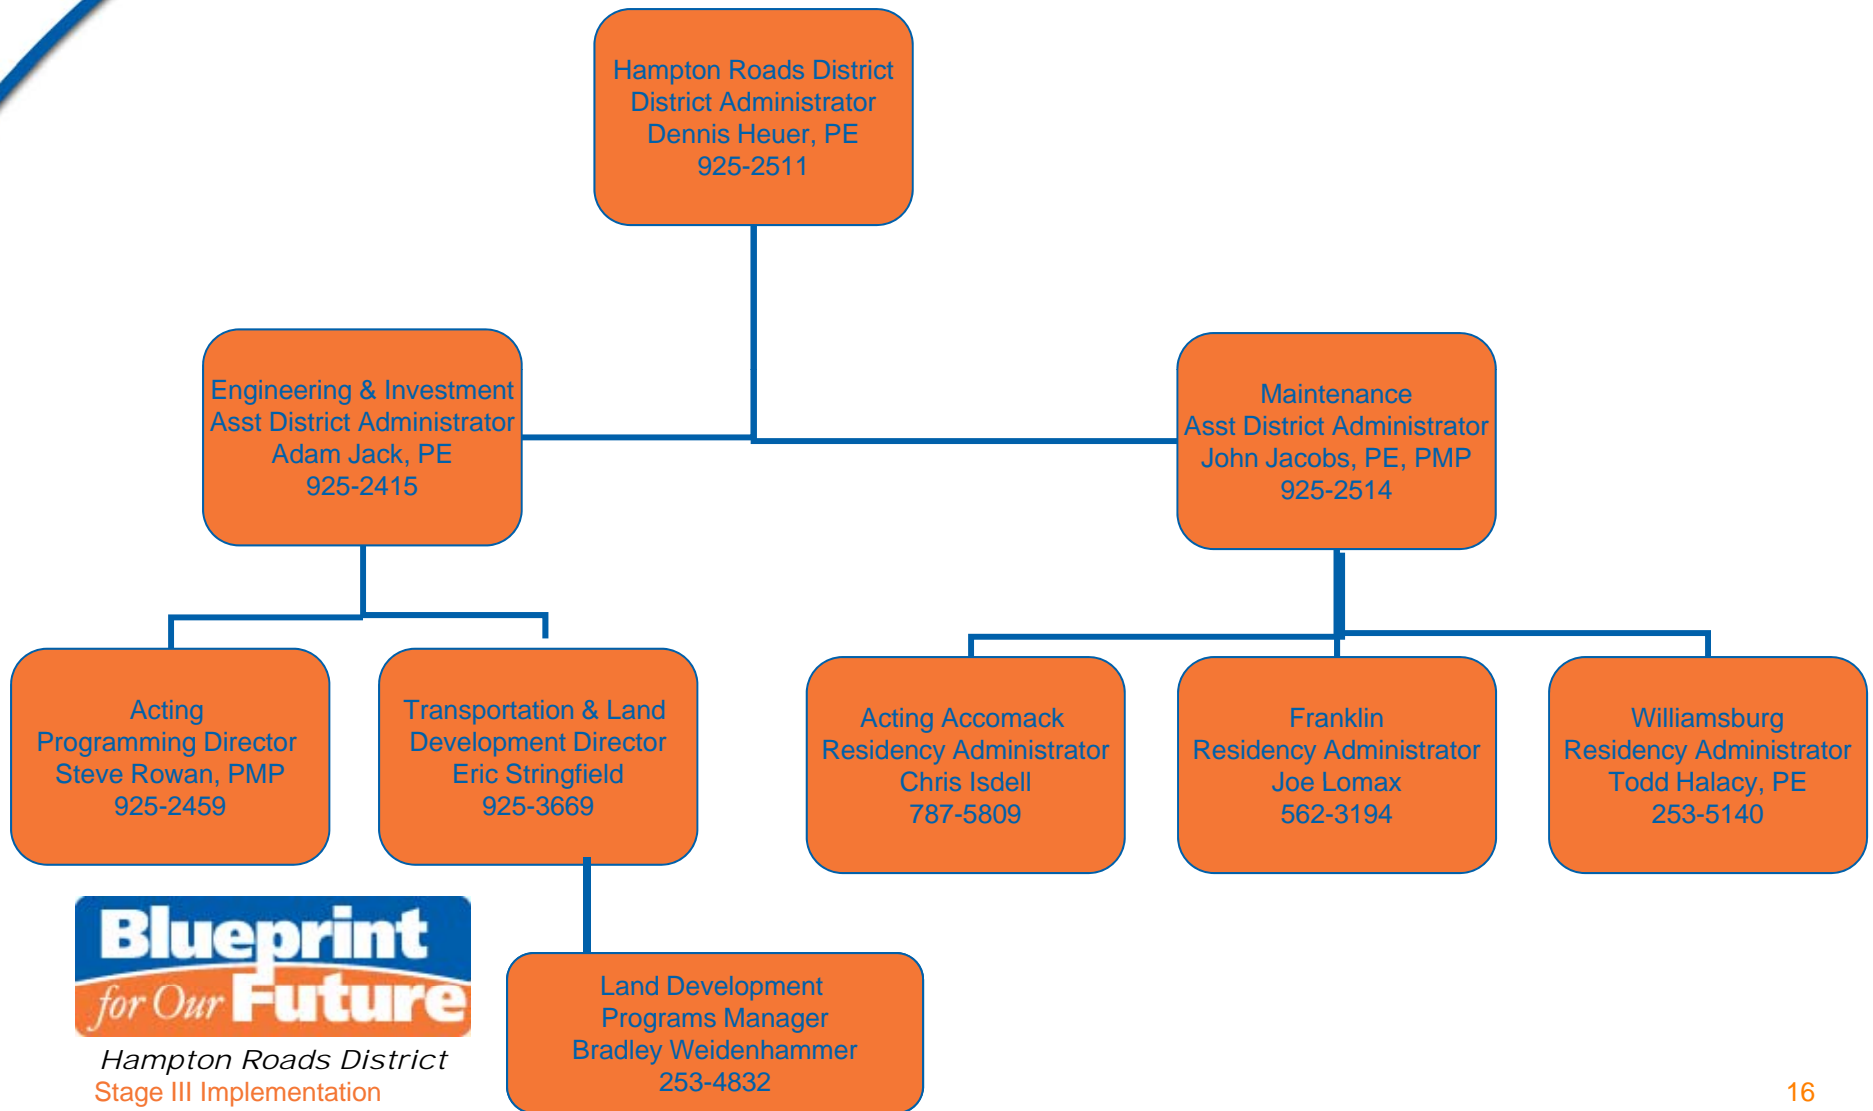 Hampton Roads District
District Administrator
Dennis Heuer, PE
925-2511
Engineering & Investment
Asst District Administrator
Adam Jack, PE
925-2415
Maintenance
Asst District Administrator
John Jacobs, PE, PMP
925-2514
Acting
Programming Director
Steve Rowan, PMP
925-2459
Transportation & Land
Development Director
Eric Stringfield
925-3669
Acting Accomack
Residency Administrator
Chris Isdell
787-5809
Franklin
Residency Administrator
Joe Lomax
562-3194
Williamsburg
Residency Administrator
Todd Halacy, PE
253-5140
Land Development
Programs Manager
Bradley Weidenhammer
253-4832
Blueprint
for Our Future
Hampton Roads District
Stage III Implementation
16